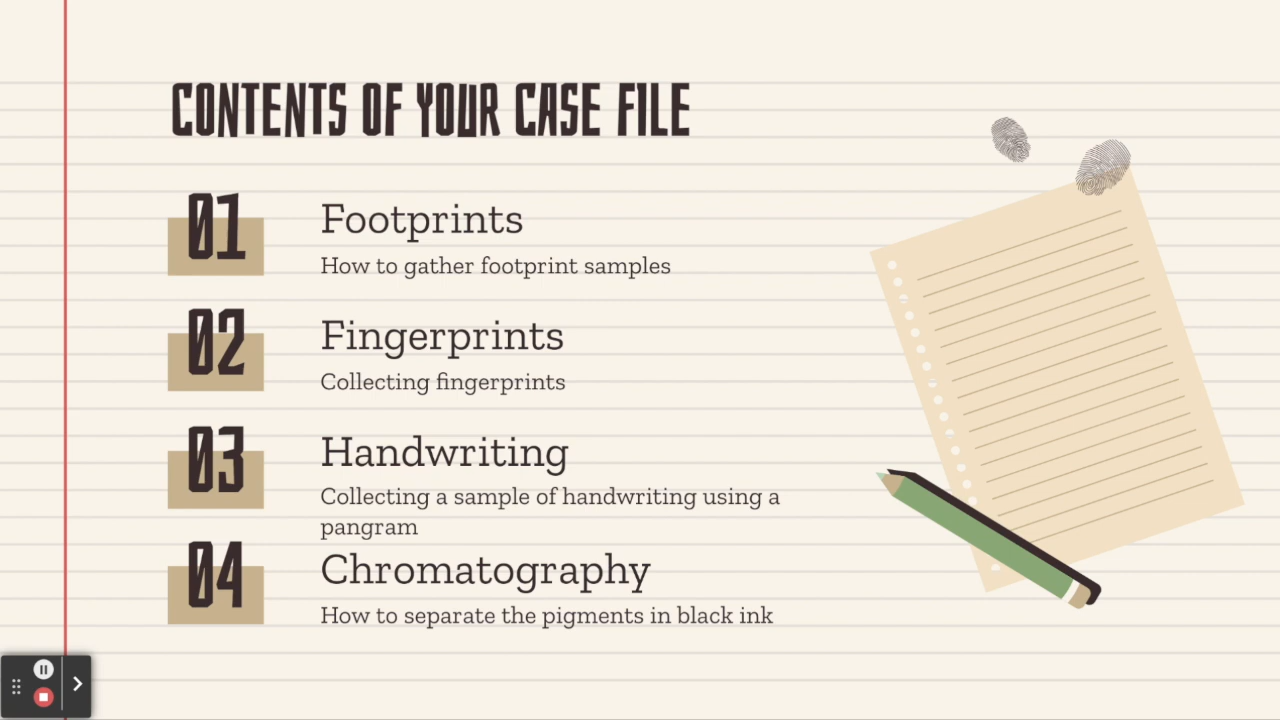 CONTENTS OF YOUR CASE FILE
01
Footprints
How to gather footprint samples
02
Fingerprints
Collecting fingerprints
03
Handwriting
Collecting a sample of handwriting using a
pangram
04
Chromatography
How to separate the pigments in black ink